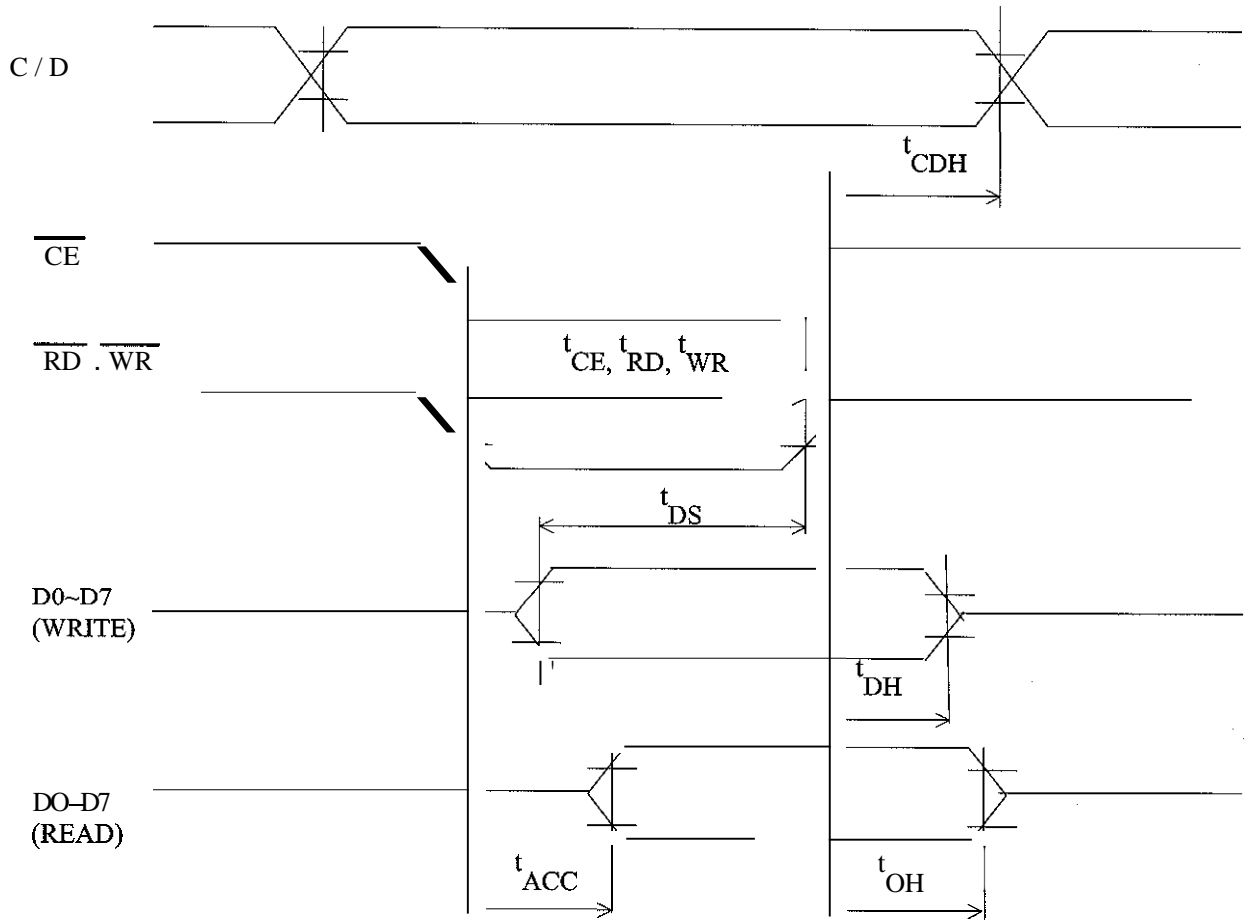 C / D
tCDH
CE
RD . WR
tCE, tRD, tWR
tDS
D0~D7
(WRITE)
tDH
DO–D7
(READ)
tACC
tOH